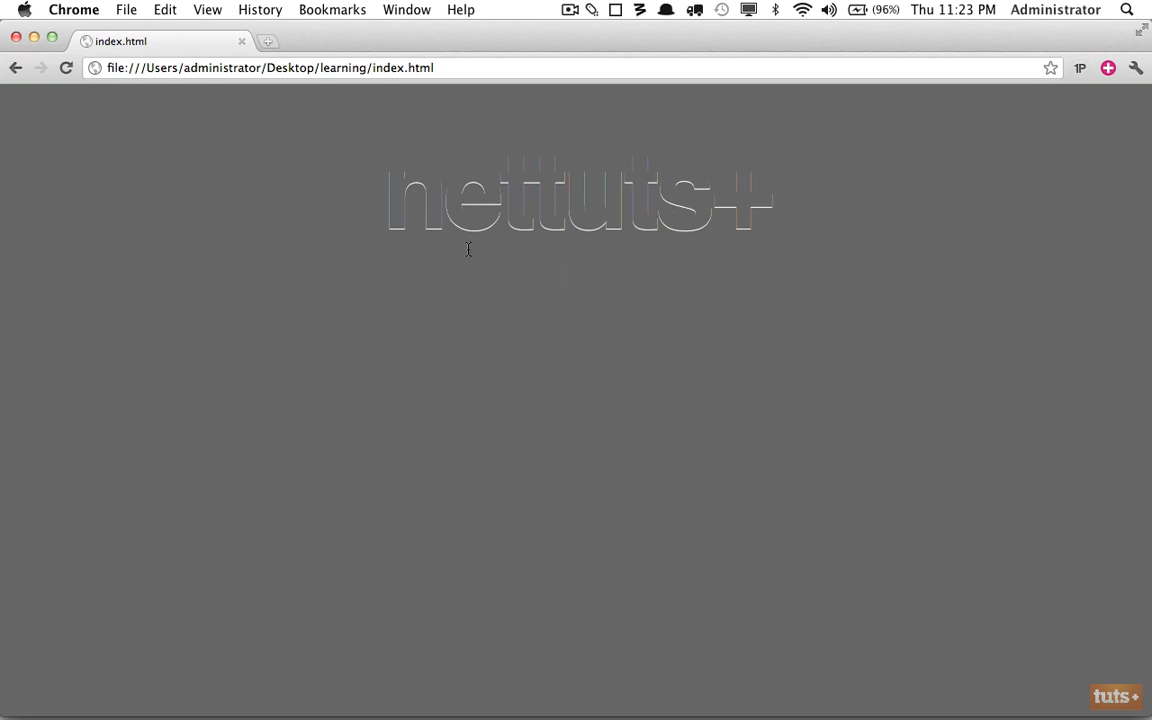 Chrome File Edit View History Bookmarks Window Help (96%) Thu 11:23 PM Administrator
index.html
file:///Users/administrator/Desktop/learning/index.html 1P
nettuts+
tuts+